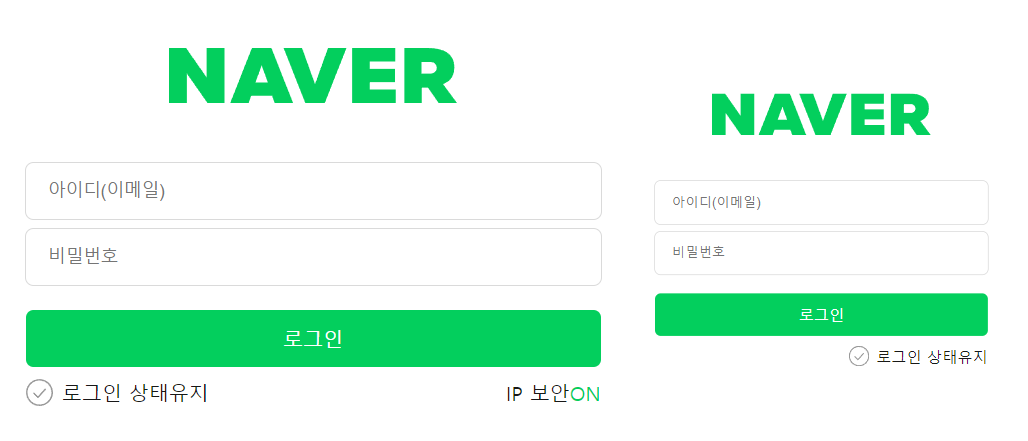 NAVER
아이디(이메일)
비밀번호
로그인
로그인 상태유지
IP 보안ON
NAVER
아이디(이메일)
비밀번호
로그인
로그인 상태유지